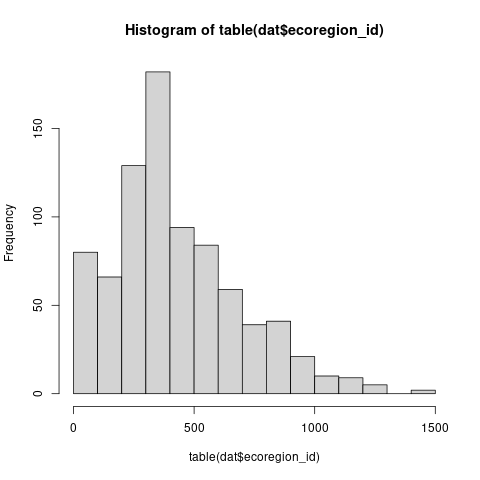 Histogram of table(dat$ecoregion_id)
Frequency
150
100
50
0
0 500 1000 1500
table(dat$ecoregion_id)